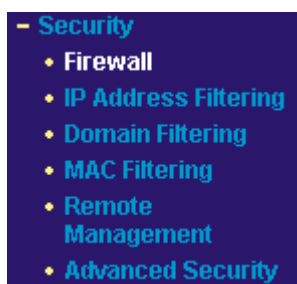 – Security
• Firewall
• IP Address Filtering
• Domain Filtering
• MAC Filtering
• Remote
Management
• Advanced Security